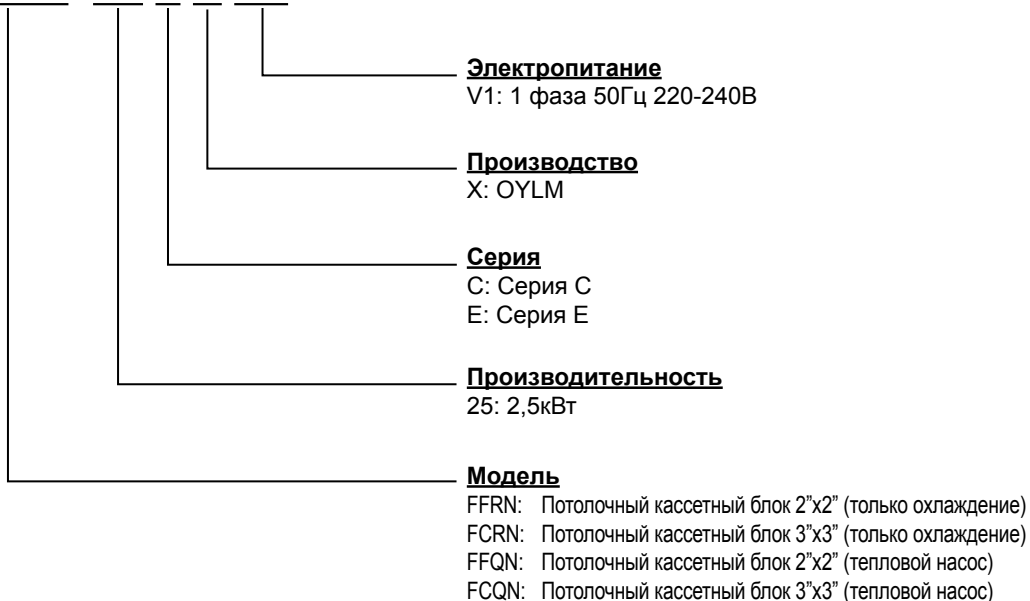 Электропитание
V1: 1 фаза 50Гц 220-240В
Производство
X: OYLM
Серия
C: Серия C
E: Серия E
Производительность
25: 2,5кВт
Модель
FFRN: Потолочный кассетный блок 2”x2” (только охлаждение)
FCRN: Потолочный кассетный блок 3”x3” (только охлаждение)
FFQN: Потолочный кассетный блок 2”x2” (тепловой насос)
FCQN: Потолочный кассетный блок 3”x3” (тепловой насос)